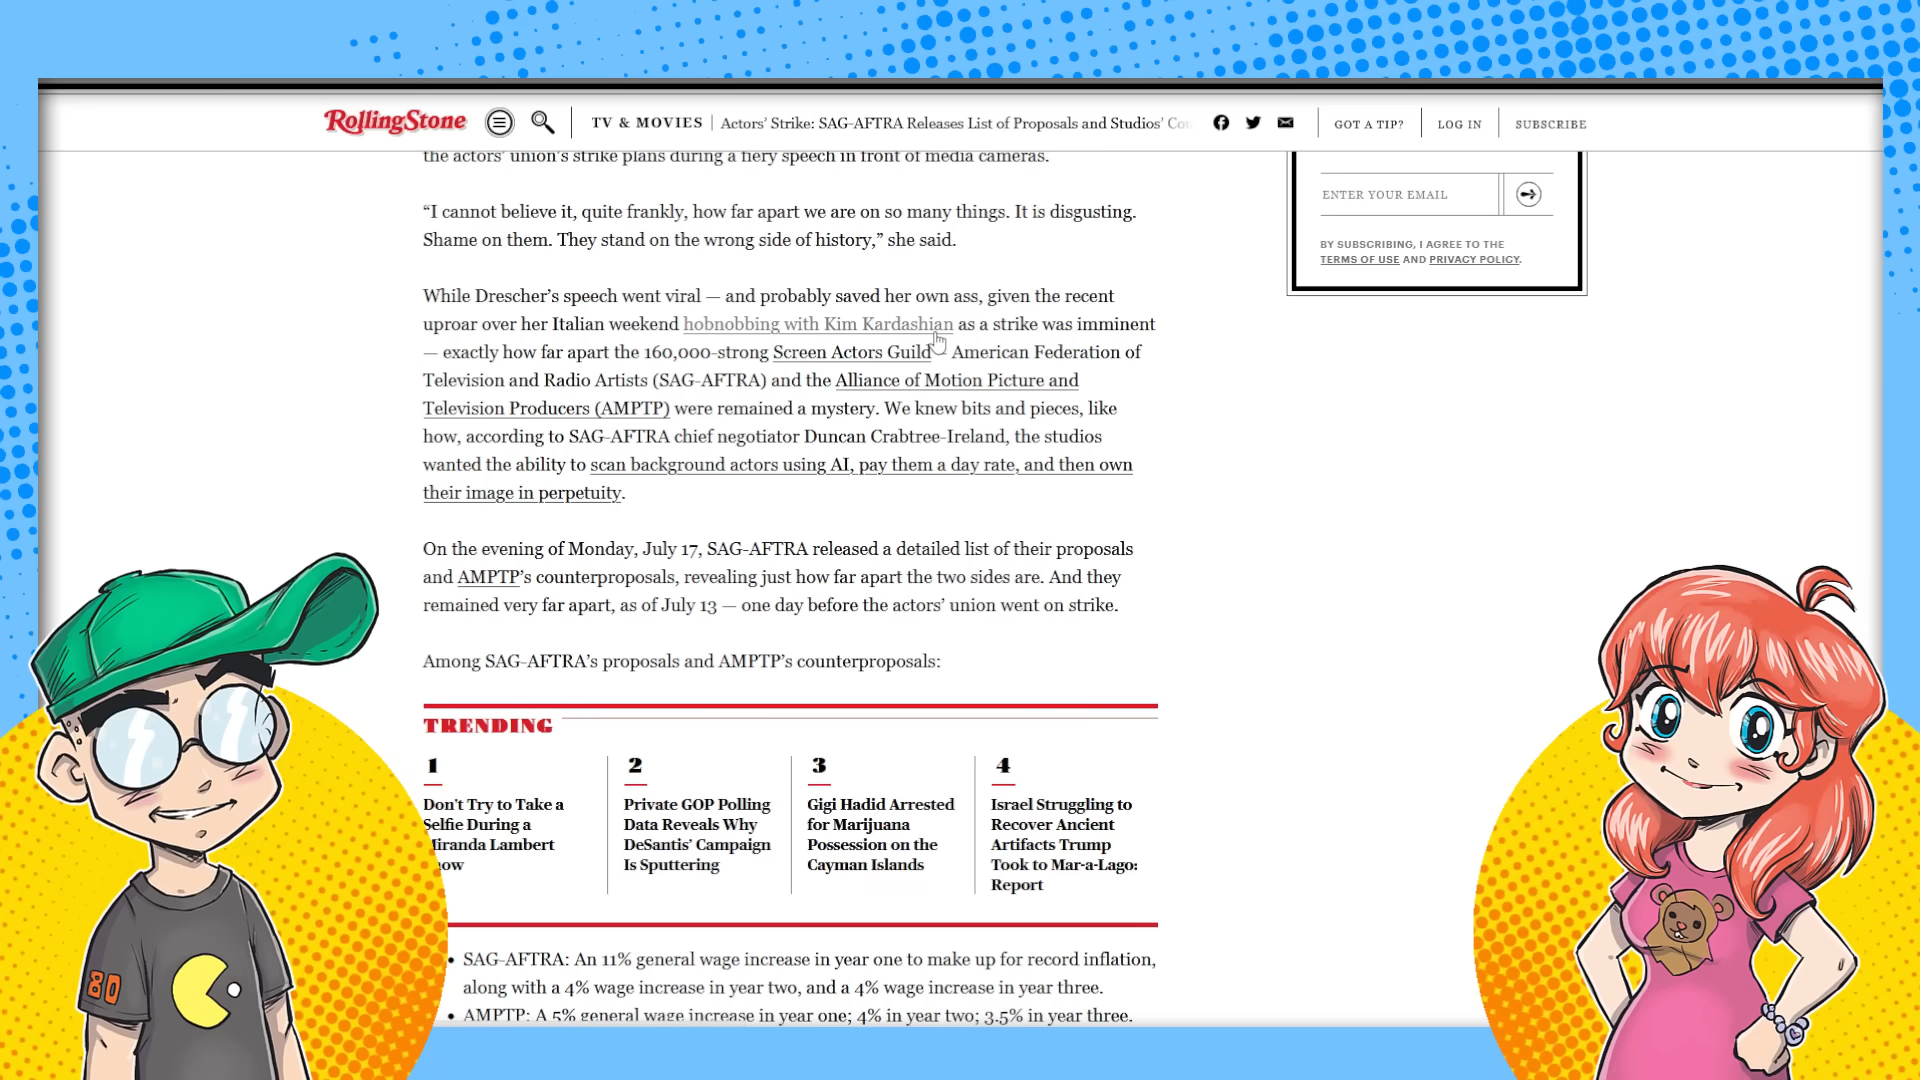 RollingStone
TV & MOVIES
Actors' Strike: SAG-AFTRA Releases List of Proposals and Studios'
GOT A TIP?
LOG IN
SUBSCRIBE
the actors' union's strike plans during a fiery speech in front of media cameras.
“I cannot believe it, quite frankly, how far apart we are on so many things. It is disgusting.
Shame on them. They stand on the wrong side of history,” she said.
While Drescher’s speech went viral — and probably saved her own ass, given the recent
uproar over her Italian weekend hobnobbing with Kim Kardashian as a strike was imminent
— exactly how far apart the 160,000-strong Screen Actors Guild – American Federation of
Television and Radio Artists (SAG-AFTRA) and the Alliance of Motion Picture and
Television Producers (AMPTP) were remained a mystery. We knew bits and pieces, like
how, according to SAG-AFTRA chief negotiator Duncan Crabtree-Ireland, the studios
wanted the ability to scan background actors using AI, pay them a day rate, and then own
their image in perpetuity.
On the evening of Monday, July 17, SAG-AFTRA released a detailed list of their proposals
and AMPTP’s counterproposals, revealing just how far apart the two sides are. And they
remained very far apart, as of July 13 — one day before the actors’ union went on strike.
Among SAG-AFTRA’s proposals and AMPTP’s counterproposals:
ENTER YOUR EMAIL
BY SUBSCRIBING, I AGREE TO THE
TERMS OF USE AND PRIVACY POLICY.
TRENDING
1
Don't Try to Take a
Selfie During a
Miranda Lambert
2
Private GOP Polling
Data Reveals Why
DeSantis’ Campaign
Is Sputtering
3
Gigi Hadid Arrested
for Marijuana
Possession on the
Cayman Islands
4
Israel Struggling to
Recover Ancient
Artifacts Trump
Took to Mar-a-Lago:
Report
• SAG-AFTRA: An 11% general wage increase in year one to make up for record inflation,
along with a 4% wage increase in year two, and a 4% wage increase in year three.
• AMPTP: A 5% general wage increase in year one; 4% in year two; 3.5% in year three.
80